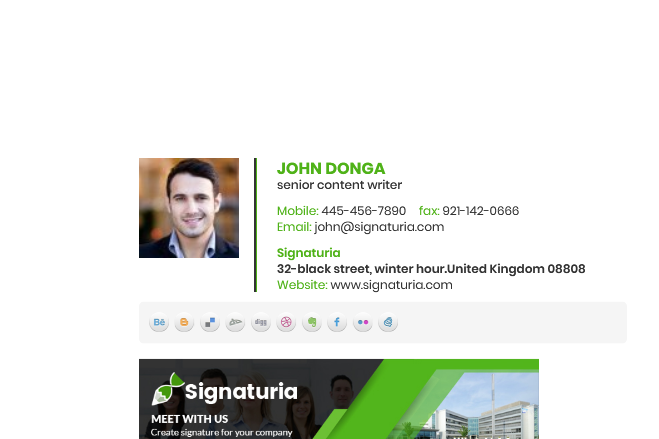 JOHN DONGA
senior content writer
Mobile: 445-456-7890 fax: 921-142-0666
Email: john@signaturia.com
Signaturia
32-black street, winter hour.United Kingdom 08808
Website: www.signaturia.com
Bē
digg
Signaturia
MEET WITH US
Create signature for your company